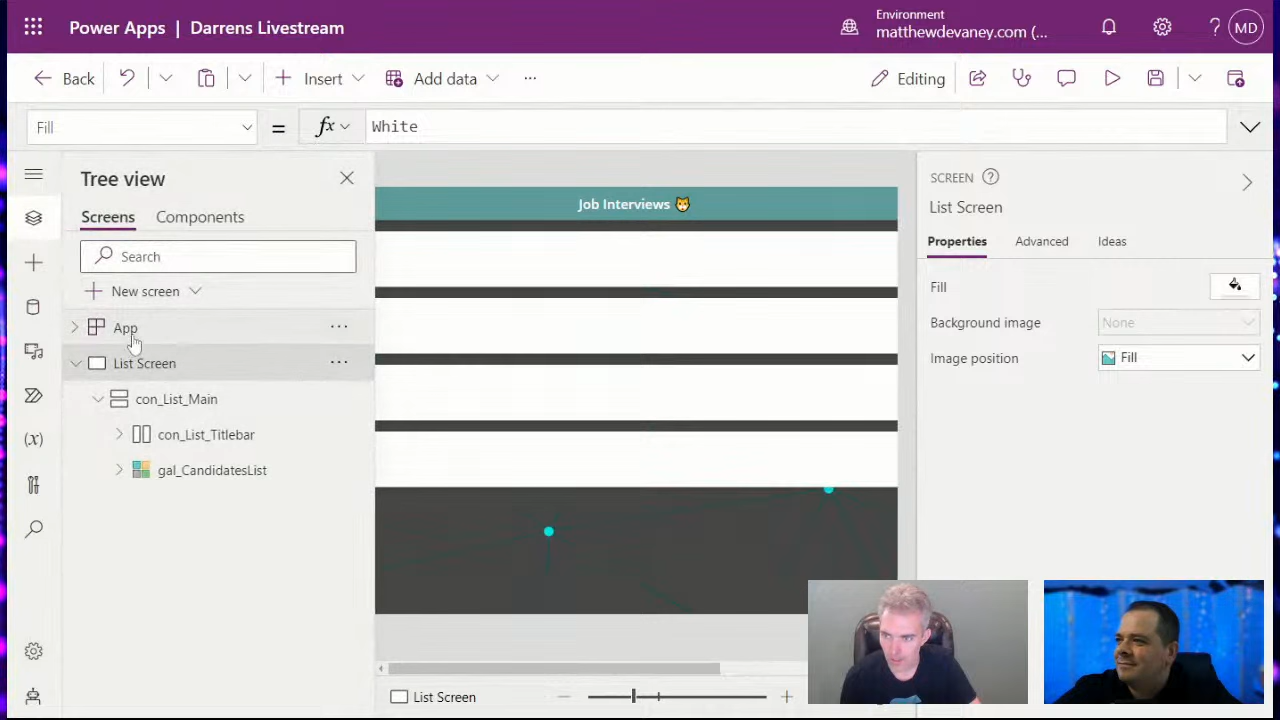 Power Apps | Darrens Livestream
Environment
matthewdevaney.com (...
MD
Back
Insert
Add data
...
Editing
Fill
=
fx
White
Tree view
Screens
Components
Search
New screen
App
...
List Screen
...
con_List_Main
con_List_Titlebar
gal_CandidatesList
Job Interviews
SCREEN
List Screen
Properties
Advanced
Ideas
Fill
Background image
None
Image position
Fill
List Screen